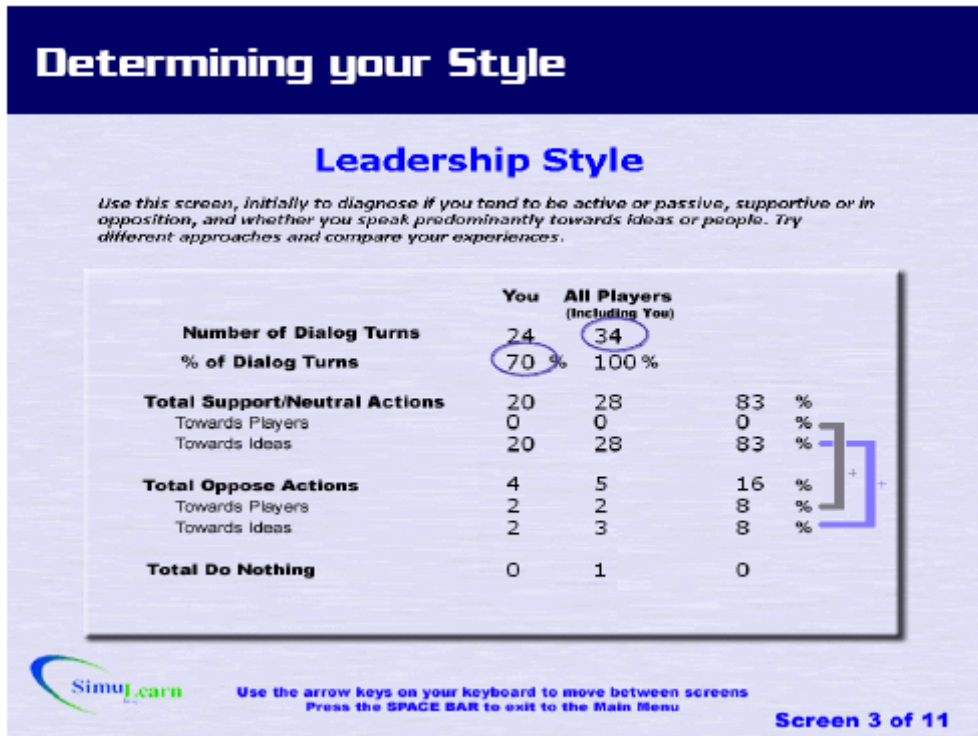 Determining your Style
Leadership Style
Use this screen, initially to diagnose if you tend to be active or passive, supportive or in
opposition, and whether you speak predominantly towards ideas or people. Try
different approaches and compare your experiences.
You All Players
(Including You)
Number of Dialog Turns 24 34
% of Dialog Turns 70 % 100 %
Total Support/Neutral Actions 20 28 83 %
Towards Players 0 0 0 %
Towards Ideas 20 28 83 %
+
+
Total Oppose Actions 4 5 16 %
Towards Players 2 2 8 %
Towards Ideas 2 3 8 %
Total Do Nothing 0 1 0
SimuLearn
Use the arrow keys on your keyboard to move between screens
Press the SPACE BAR to exit to the Main Menu
Screen 3 of 11